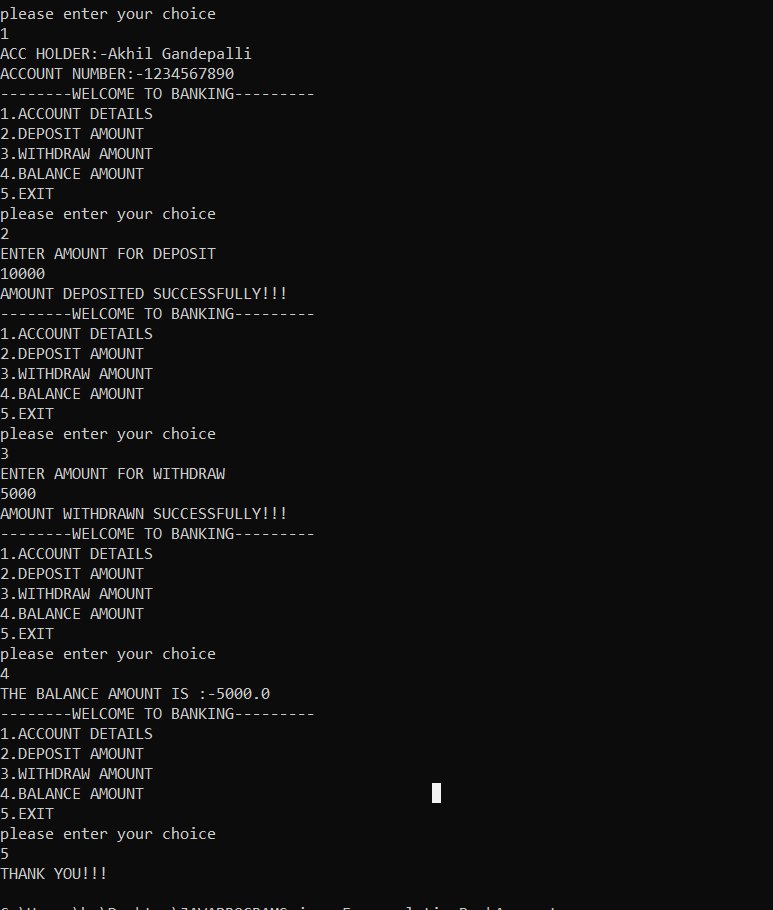 please enter your choice
1
ACC HOLDER:-Akhil Gandepalli
ACCOUNT NUMBER:-1234567890
--------WELCOME TO BANKING---------
1.ACCOUNT DETAILS
2.DEPOSIT AMOUNT
3.WITHDRAW AMOUNT
4.BALANCE AMOUNT
5.EXIT
please enter your choice
2
ENTER AMOUNT FOR DEPOSIT
10000
AMOUNT DEPOSITED SUCCESSFULLY!!!
--------WELCOME TO BANKING---------
1.ACCOUNT DETAILS
2.DEPOSIT AMOUNT
3.WITHDRAW AMOUNT
4.BALANCE AMOUNT
5.EXIT
please enter your choice
3
ENTER AMOUNT FOR WITHDRAW
5000
AMOUNT WITHDRAWN SUCCESSFULLY!!!
--------WELCOME TO BANKING---------
1.ACCOUNT DETAILS
2.DEPOSIT AMOUNT
3.WITHDRAW AMOUNT
4.BALANCE AMOUNT
5.EXIT
please enter your choice
4
THE BALANCE AMOUNT IS :-5000.0
--------WELCOME TO BANKING---------
1.ACCOUNT DETAILS
2.DEPOSIT AMOUNT
3.WITHDRAW AMOUNT
4.BALANCE AMOUNT
5.EXIT
please enter your choice
5
THANK YOU!!!